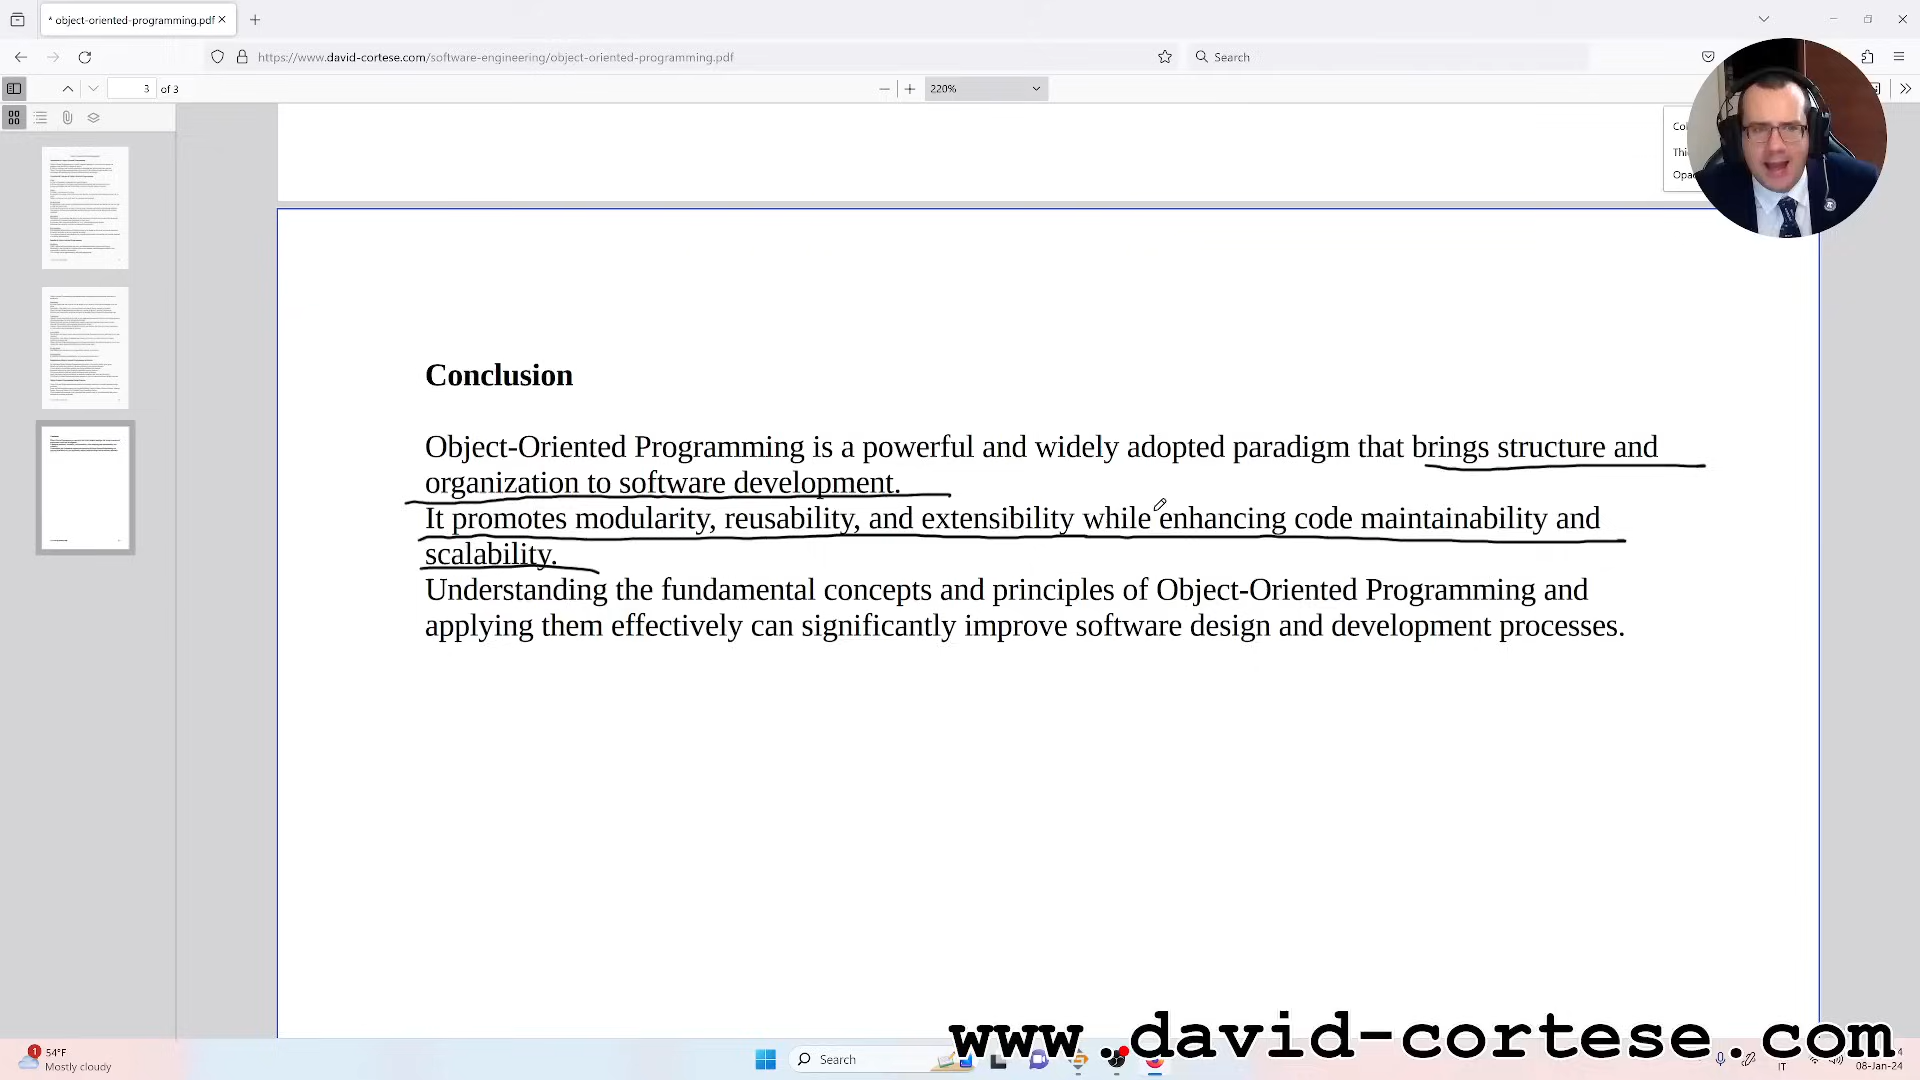 * object-oriented-programming.pdf
https://www.david-cortese.com/software-engineering/object-oriented-programming.pdf
Search
3 of 3
220%
Conclusion
Object-Oriented Programming is a powerful and widely adopted paradigm that brings structure and
organization to software development.
It promotes modularity, reusability, and extensibility while enhancing code maintainability and
scalability.
Understanding the fundamental concepts and principles of Object-Oriented Programming and
applying them effectively can significantly improve software design and development processes.
www.david-cortese.com
1
54°F
Mostly cloudy
Search
IT
08-Jan-24